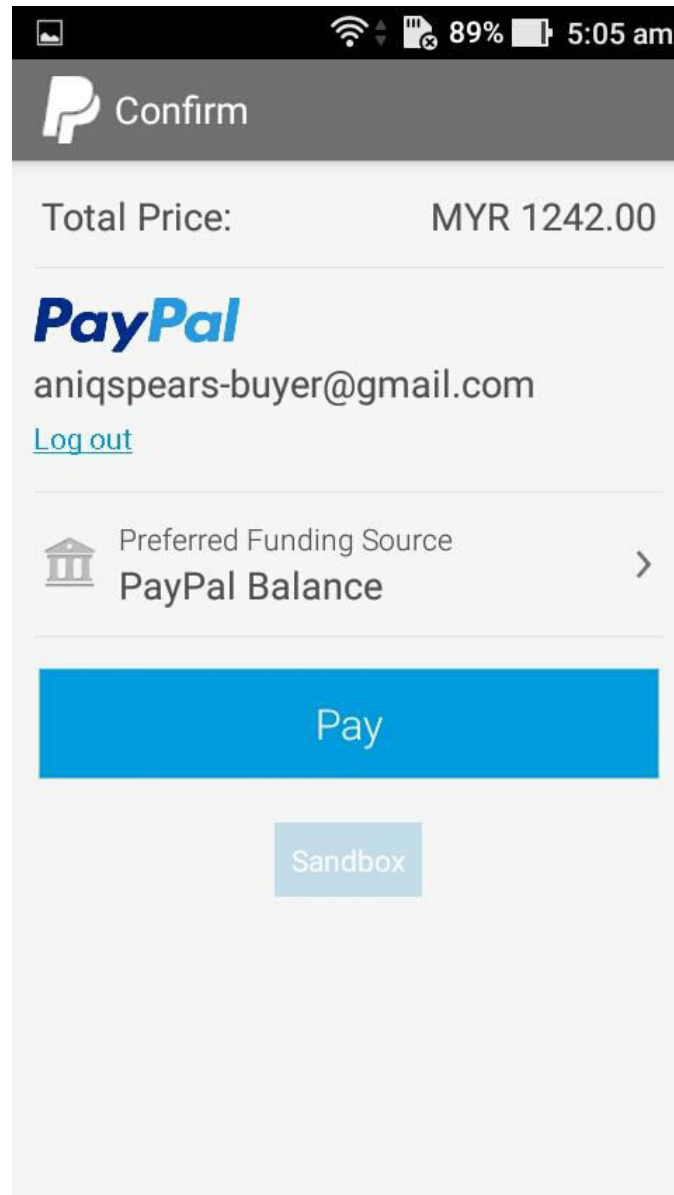 89% 5:05 am
Confirm
Total Price: MYR 1242.00
PayPal
aniqspears-buyer@gmail.com
Log out
Preferred Funding Source
PayPal Balance
Pay
Sandbox